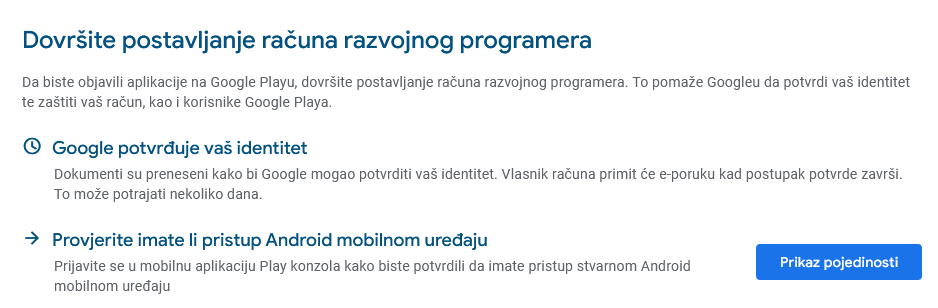 Dovršite postavljanje računa razvojnog programera
Da biste objavili aplikacije na Google Playu, dovršite postavljanje računa razvojnog programera. To pomaže Googleu da potvrdi vaš identitet
te zaštiti vaš račun, kao i korisnike Google Playa.
Google potvrđuje vaš identitet
Dokumenti su preneseni kako bi Google mogao potvrditi vaš identitet. Vlasnik računa primit će e-poruku kad postupak potvrde završi.
To može potrajati nekoliko dana.
Provjerite imate li pristup Android mobilnom uređaju
Prijavite se u mobilnu aplikaciju Play konzola kako biste potvrdili da imate pristup stvarnom Android
mobilnom uređaju
Prikaz pojedinosti